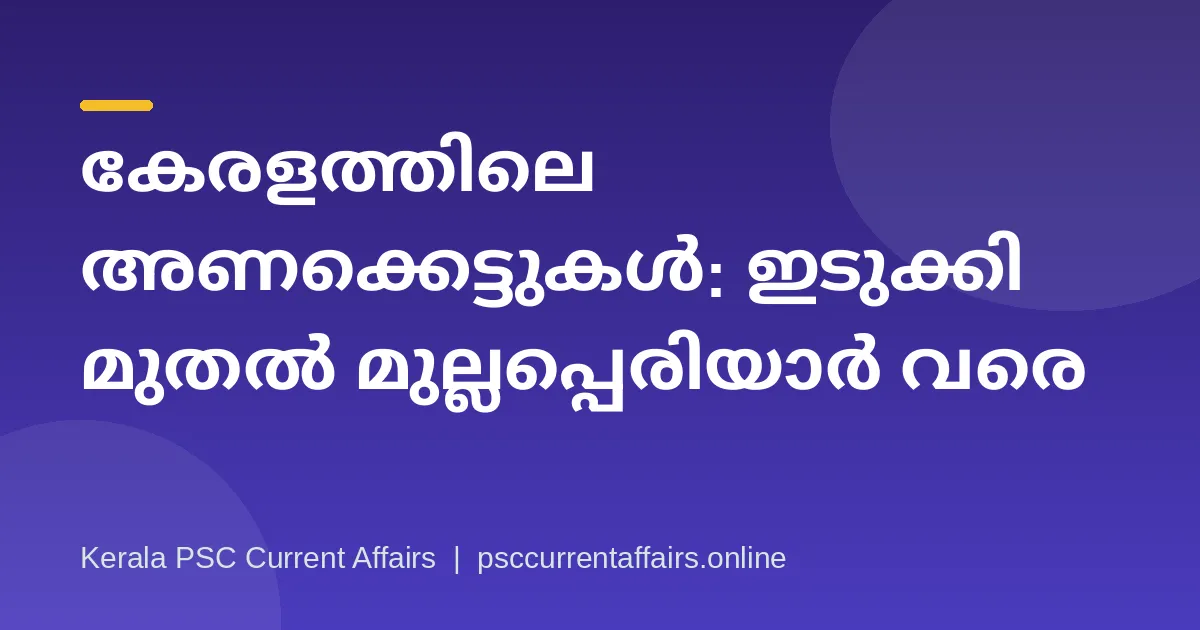 കേരളത്തിലെ
അണക്കെട്ടുകൾ: ഇടുക്കി
മുതൽ മുല്ലപ്പെരിയാർ വരെ
Kerala PSC Current Affairs | psccurrentaffairs.online